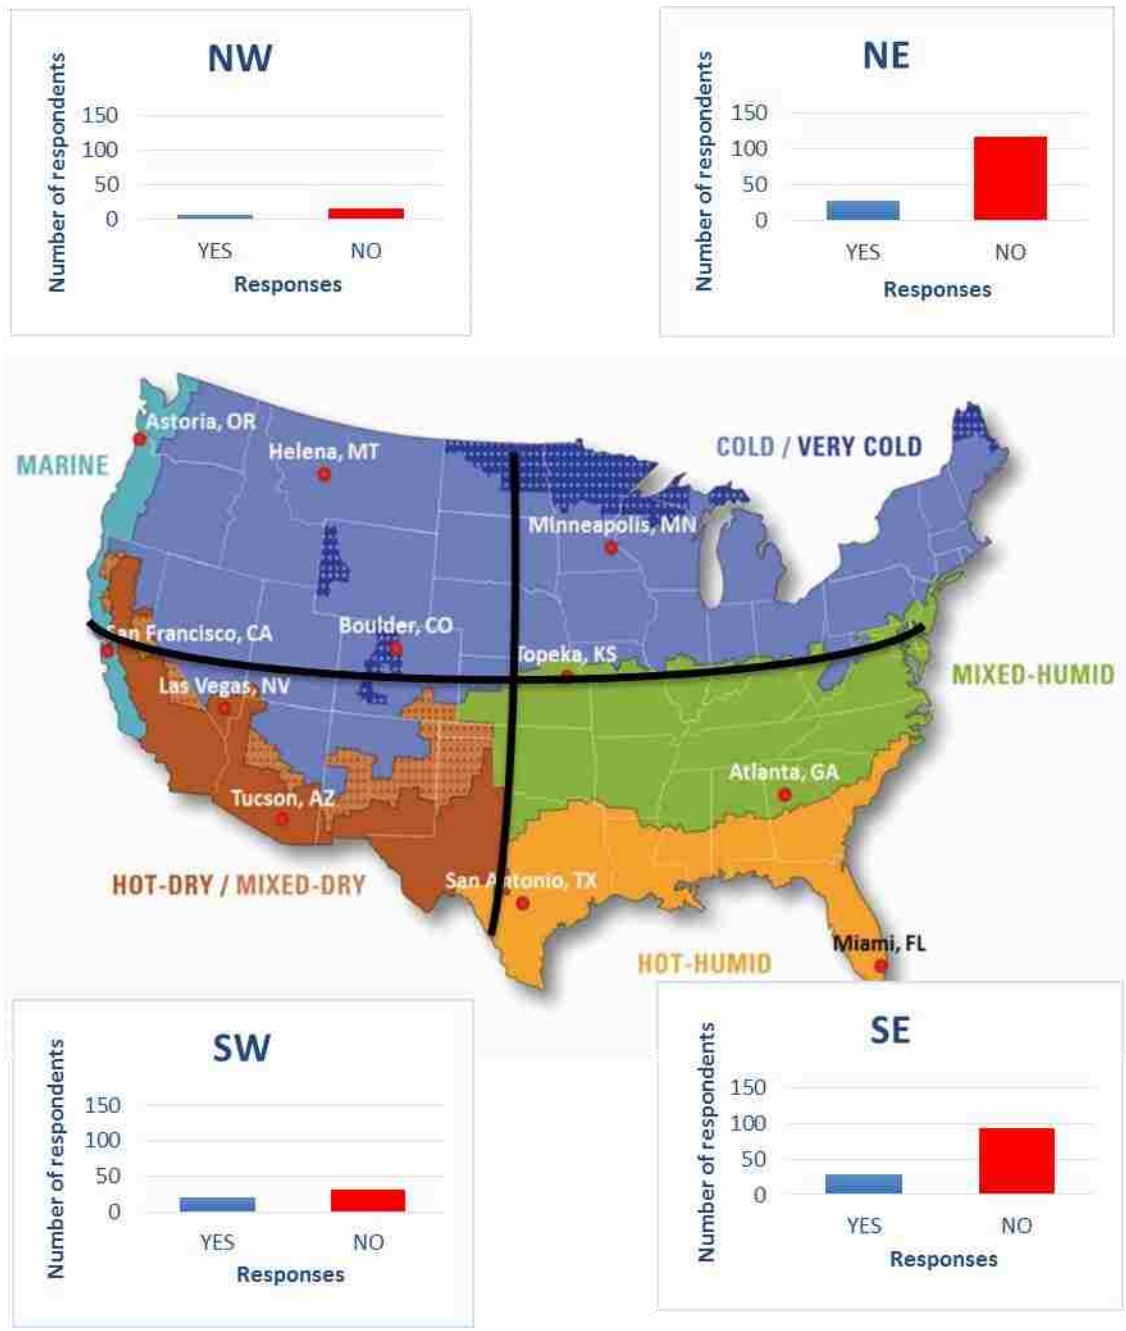 NW
Number of respondents
150
100
50
0
YES NO
Responses
NE
Number of respondents
150
100
50
0
YES NO
Responses
Astoria, OR
MARINE
Helena, MT
COLD / VERY COLD
Minneapolis, MN
San Francisco, CA
Boulder, CO
Topeka, KS
Las Vegas, NV
MIXED-HUMID
Atlanta, GA
Tucson, AZ
HOT-DRY / MIXED-DRY
San Antonio, TX
Miami, FL
HOT-HUMID
SW
Number of respondents
150
100
50
0
YES NO
Responses
SE
Number of respondents
150
100
50
0
YES NO
Responses